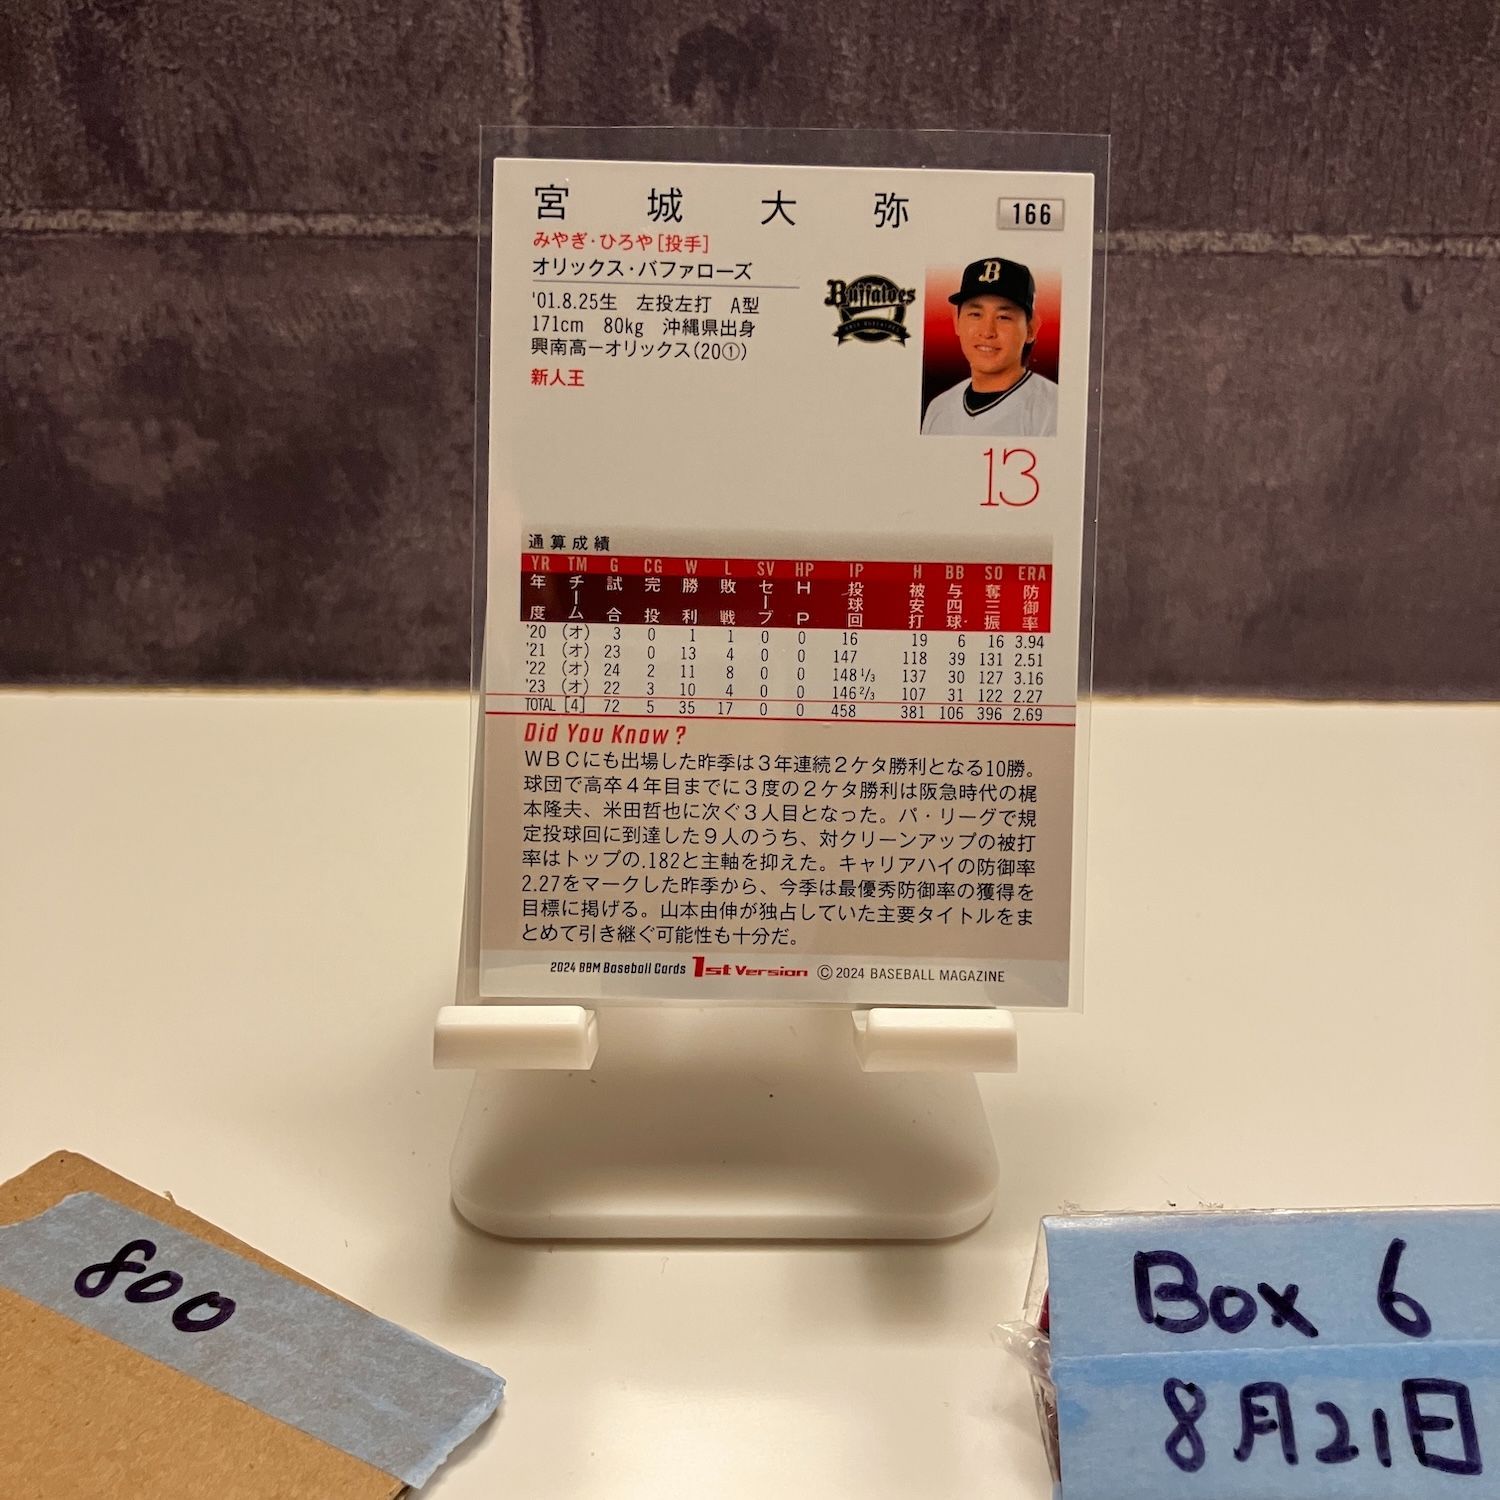 宮城大弥
166
みやぎ・ひろや[投手]
オリックス・バファローズ
Buffaloes
B
'01.8.25生 左投左打 A型
171cm 80kg 沖縄県出身
興南高ーオリックス(20①)
新人王
13
通算成績
YR TM G CG W L SV HP IP H BB SO ERA
年度 チーム 試合 完投 勝利 敗戦 セーブ HP 投球回 被安打 与四球・ 奪三振 防御率
'20 (オ) 3 0 1 1 0 0 16 19 6 16 3.94
'21 (オ) 23 0 13 4 0 0 147 118 39 131 2.51
'22 (オ) 24 2 11 8 0 0 148 1/3 137 30 127 3.16
'23 (オ) 22 3 10 4 0 0 146 2/3 107 31 122 2.27
TOTAL [4] 72 5 35 17 0 0 458 381 106 396 2.69
Did You Know?
WBCにも出場した昨季は3年連続2ケタ勝利となる10勝。
球団で高卒4年目までに3度の2ケタ勝利は阪急時代の梶
本隆夫、米田哲也に次ぐ3人目となった。パ・リーグで規
定投球回に到達した9人のうち、対クリーンアップの被打
率はトップの.182と主軸を抑えた。キャリアハイの防御率
2.27をマークした昨季から、今季は最優秀防御率の獲得を
目標に掲げる。山本由伸が独占していた主要タイトルをま
とめて引き継ぐ可能性も十分だ。
2024 BBM Baseball Cards 1st Version ©2024 BASEBALL MAGAZINE
800
Box 6
8月21日